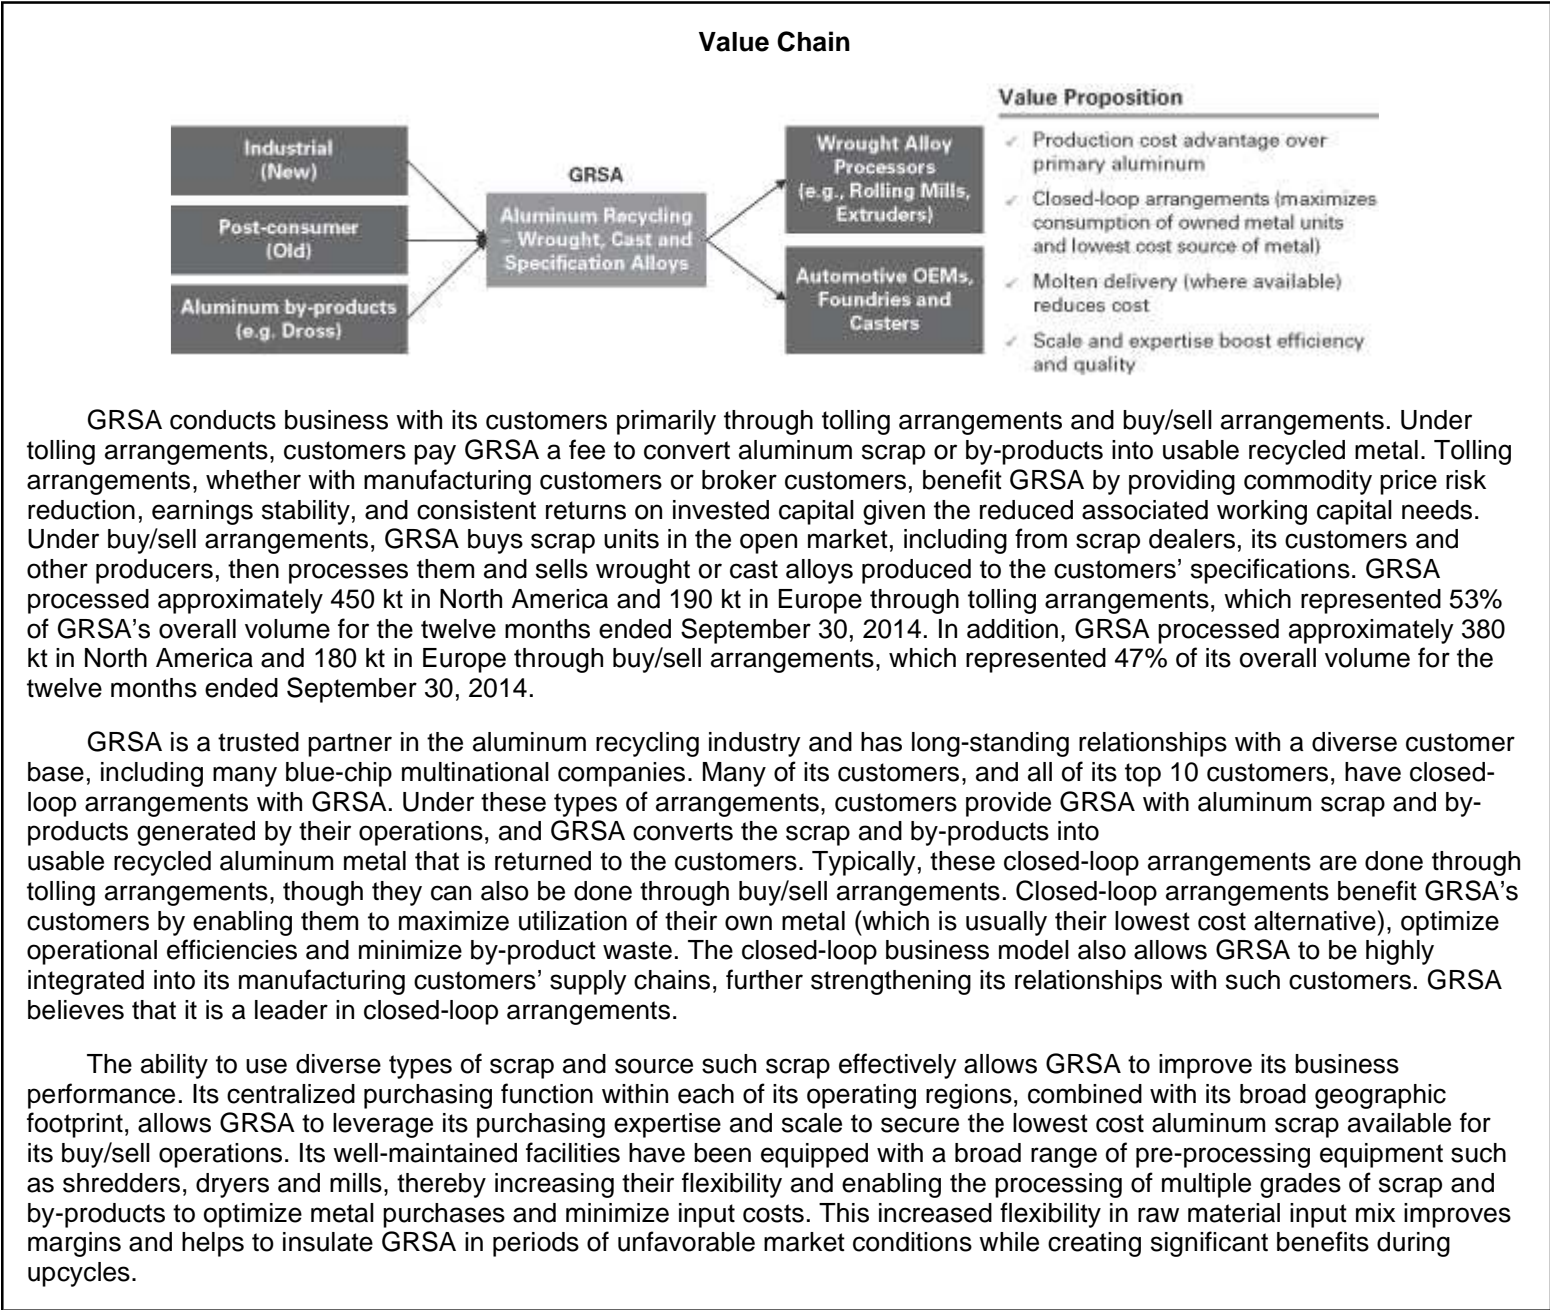 Value Chain
Industrial
(New)
Post-consumer
(Old)
Aluminum by-products
(e.g. Dross)
GRSA
Aluminum Recycling
– Wrought, Cast and
Specification Alloys
Wrought Alloy
Processors
(e.g., Rolling Mills,
Extruders)
Automotive OEMs,
Foundries and
Casters
Value Proposition
✓ Production cost advantage over
primary aluminum
✓ Closed-loop arrangements (maximizes
consumption of owned metal units
and lowest cost source of metal)
✓ Molten delivery (where available)
reduces cost
✓ Scale and expertise boost efficiency
and quality
GRSA conducts business with its customers primarily through tolling arrangements and buy/sell arrangements. Under
tolling arrangements, customers pay GRSA a fee to convert aluminum scrap or by-products into usable recycled metal. Tolling
arrangements, whether with manufacturing customers or broker customers, benefit GRSA by providing commodity price risk
reduction, earnings stability, and consistent returns on invested capital given the reduced associated working capital needs.
Under buy/sell arrangements, GRSA buys scrap units in the open market, including from scrap dealers, its customers and
other producers, then processes them and sells wrought or cast alloys produced to the customers’ specifications. GRSA
processed approximately 450 kt in North America and 190 kt in Europe through tolling arrangements, which represented 53%
of GRSA’s overall volume for the twelve months ended September 30, 2014. In addition, GRSA processed approximately 380
kt in North America and 180 kt in Europe through buy/sell arrangements, which represented 47% of its overall volume for the
twelve months ended September 30, 2014.
GRSA is a trusted partner in the aluminum recycling industry and has long-standing relationships with a diverse customer
base, including many blue-chip multinational companies. Many of its customers, and all of its top 10 customers, have closed-
loop arrangements with GRSA. Under these types of arrangements, customers provide GRSA with aluminum scrap and by-
products generated by their operations, and GRSA converts the scrap and by-products into
usable recycled aluminum metal that is returned to the customers. Typically, these closed-loop arrangements are done through
tolling arrangements, though they can also be done through buy/sell arrangements. Closed-loop arrangements benefit GRSA’s
customers by enabling them to maximize utilization of their own metal (which is usually their lowest cost alternative), optimize
operational efficiencies and minimize by-product waste. The closed-loop business model also allows GRSA to be highly
integrated into its manufacturing customers’ supply chains, further strengthening its relationships with such customers. GRSA
believes that it is a leader in closed-loop arrangements.
The ability to use diverse types of scrap and source such scrap effectively allows GRSA to improve its business
performance. Its centralized purchasing function within each of its operating regions, combined with its broad geographic
footprint, allows GRSA to leverage its purchasing expertise and scale to secure the lowest cost aluminum scrap available for
its buy/sell operations. Its well-maintained facilities have been equipped with a broad range of pre-processing equipment such
as shredders, dryers and mills, thereby increasing their flexibility and enabling the processing of multiple grades of scrap and
by-products to optimize metal purchases and minimize input costs. This increased flexibility in raw material input mix improves
margins and helps to insulate GRSA in periods of unfavorable market conditions while creating significant benefits during
upcycles.